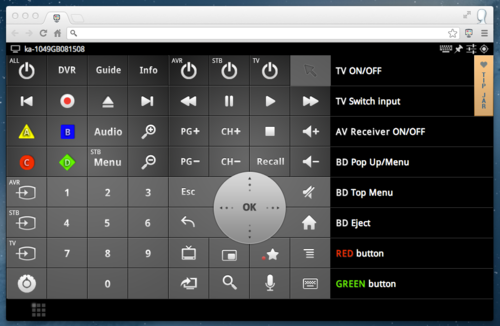 ka-1049GB081508
ALL
DVR
Guide
Info
AVR
STB
TV
TV ON/OFF
TIP JAR
TV Switch input
A
B
Audio
PG+
CH+
AV Receiver ON/OFF
C
D
STB
Menu
PG−
CH−
Recall
BD Pop Up/Menu
AVR
1
2
3
Esc
OK
BD Top Menu
STB
4
5
6
BD Eject
TV
7
8
9
RED button
0
GREEN button